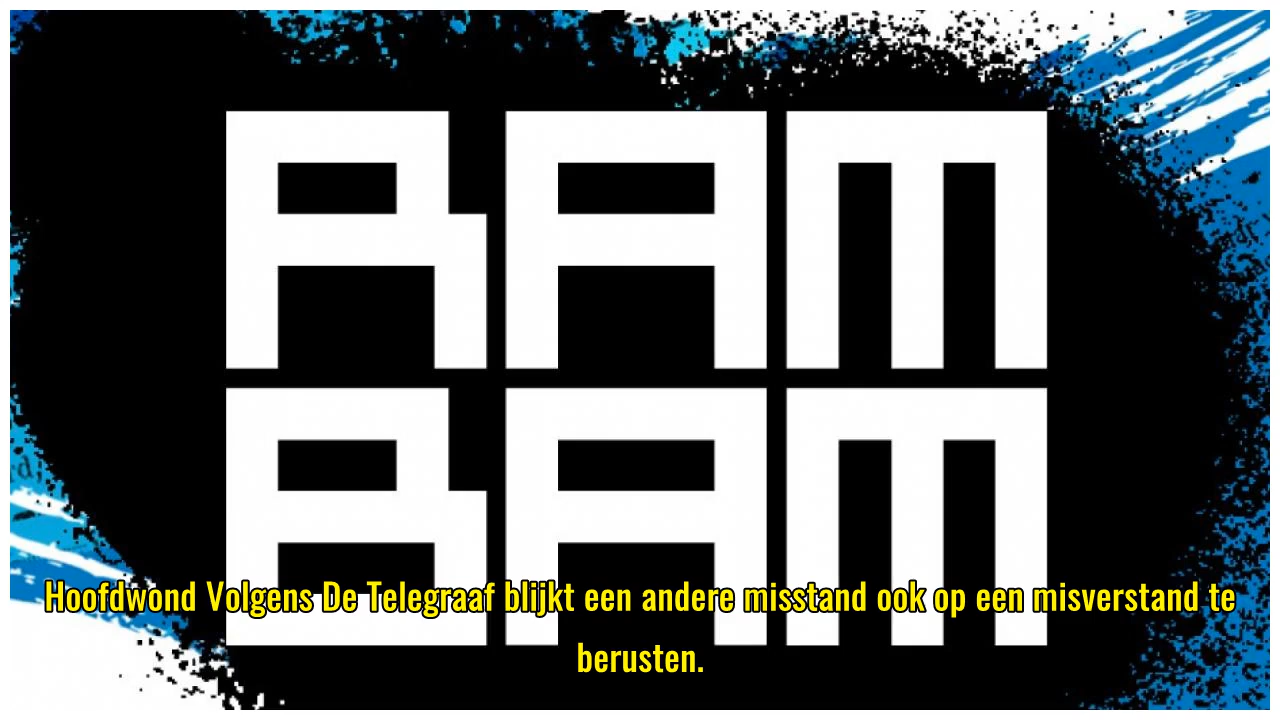 RAM
BAM
Hoofdwond Volgens De Telegraaf blijkt een andere misstand ook op een misverstand te
berusten.